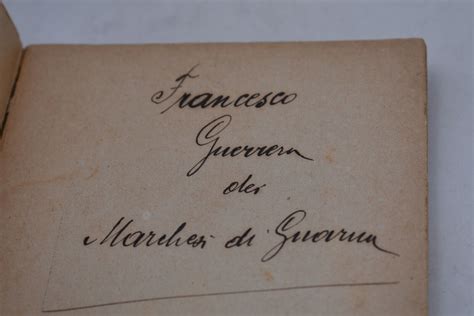 Francesco
Guerrera
dei
Marchesi di Guarna